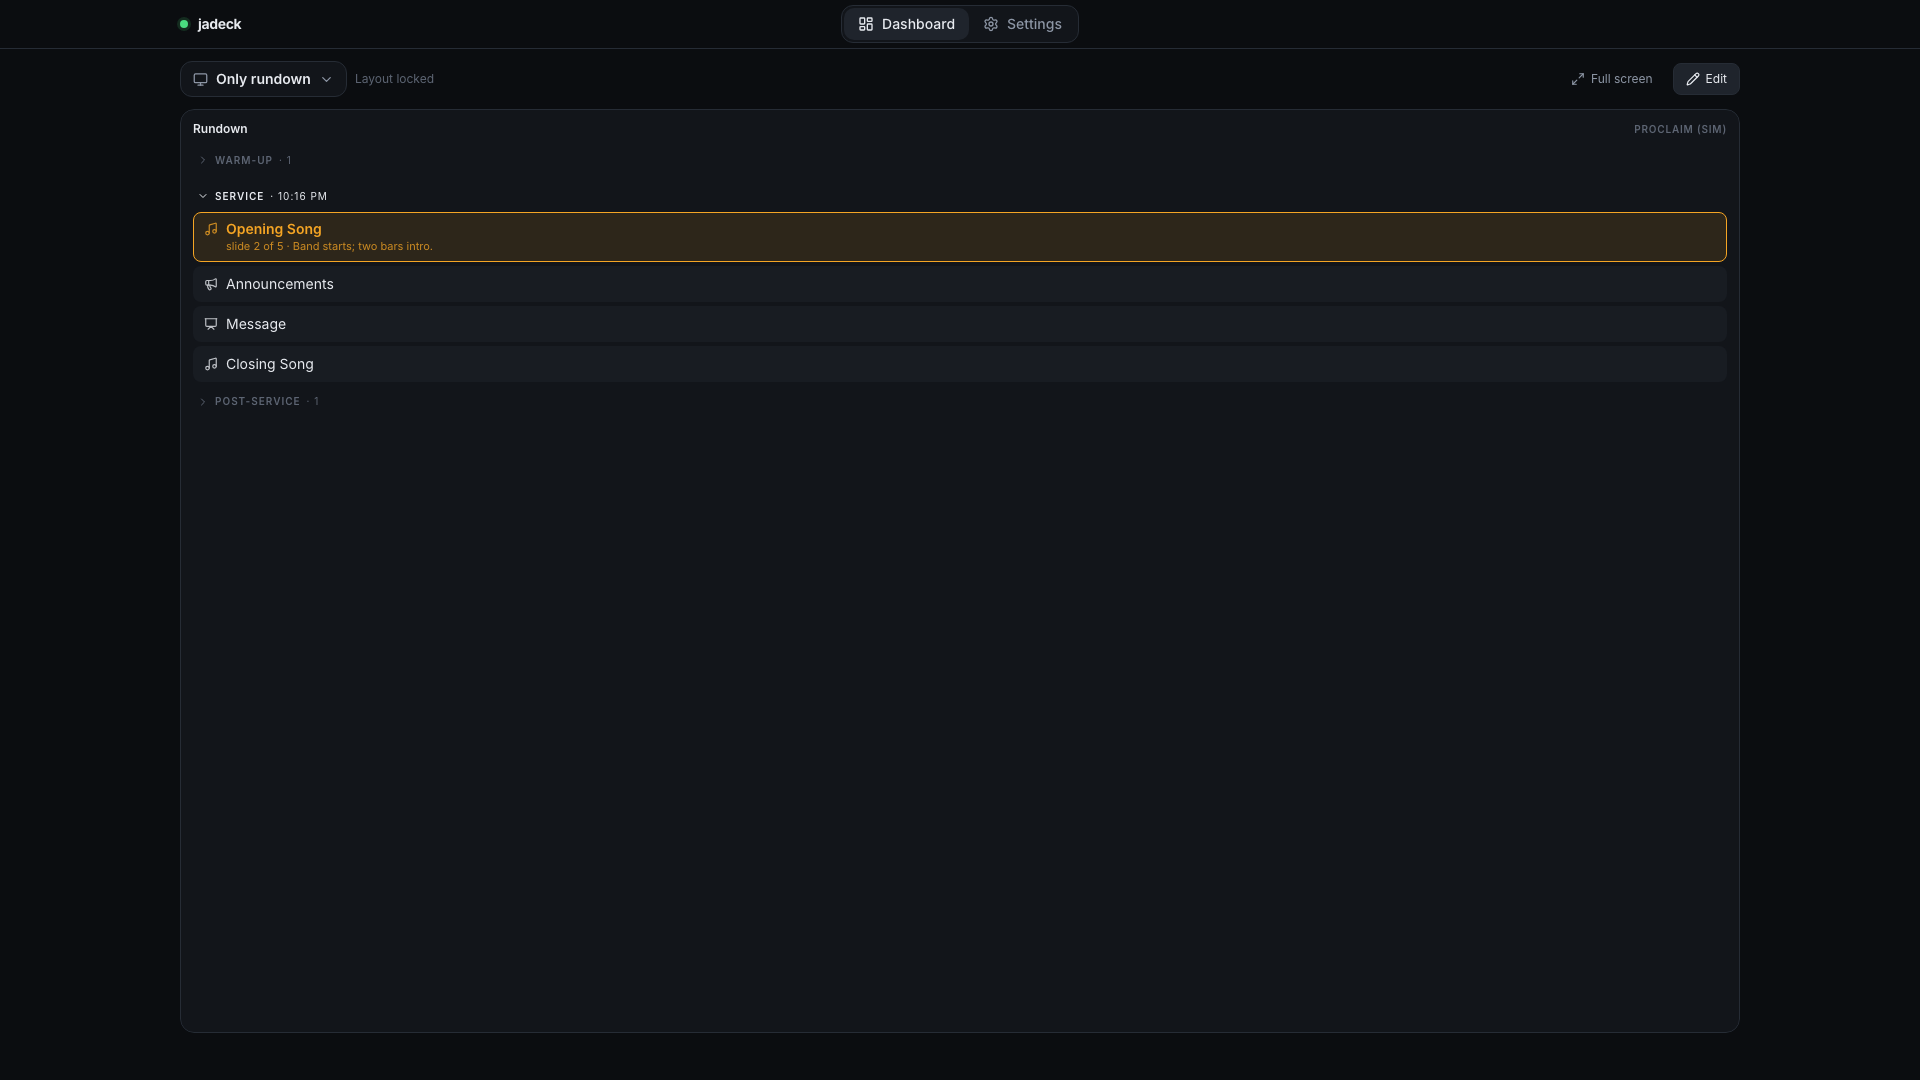 jadeck
Dashboard
Settings
Only rundown
Layout locked
Full screen
Edit
Rundown
PROCLAIM (SIM)
WARM-UP · 1
SERVICE · 10:16 PM
Opening Song
slide 2 of 5 · Band starts; two bars intro.
Announcements
Message
Closing Song
POST-SERVICE · 1